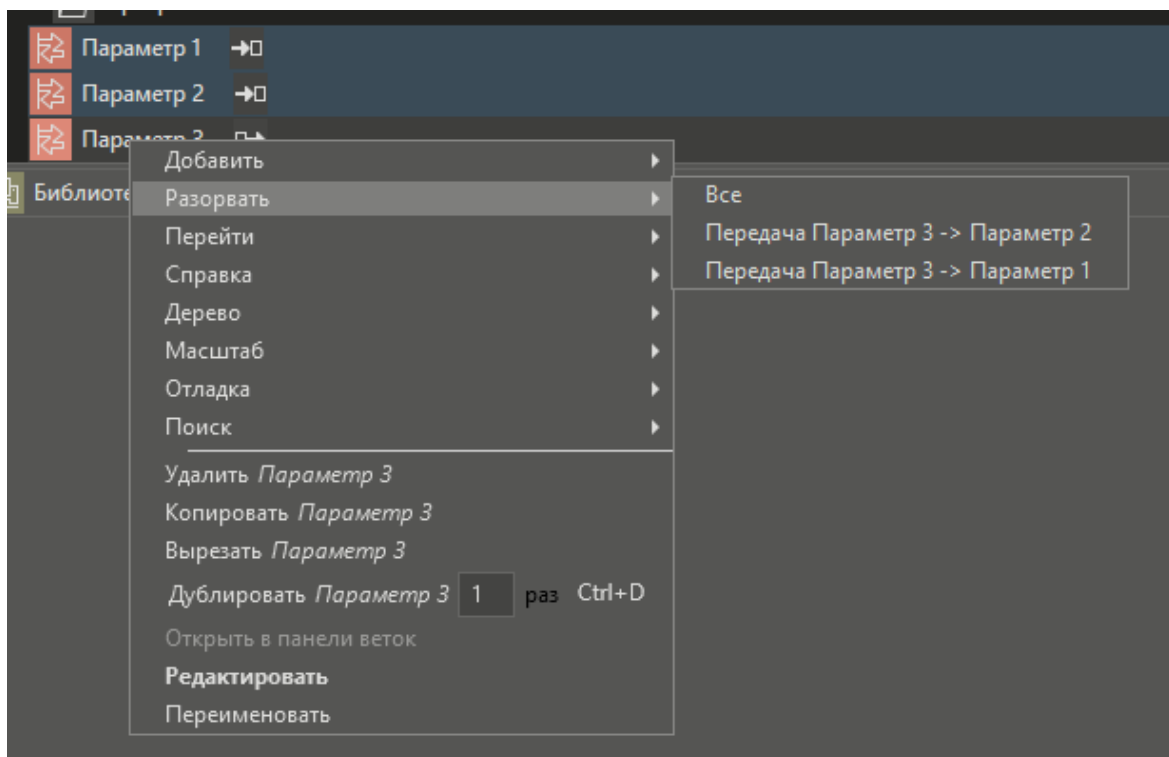 Параметр 1
Параметр 2
Добавить
Библиоте
Разорвать
Все
Перейти
Передача Параметр 3 -> Параметр 2
Справка
Передача Параметр 3 -> Параметр 1
Дерево
Масштаб
Отладка
Поиск
Удалить Параметр 3
Копировать Параметр 3
Вырезать Параметр 3
Дублировать Параметр 3 1 раз Ctrl+D
Открыть в панели веток
Редактировать
Переименовать